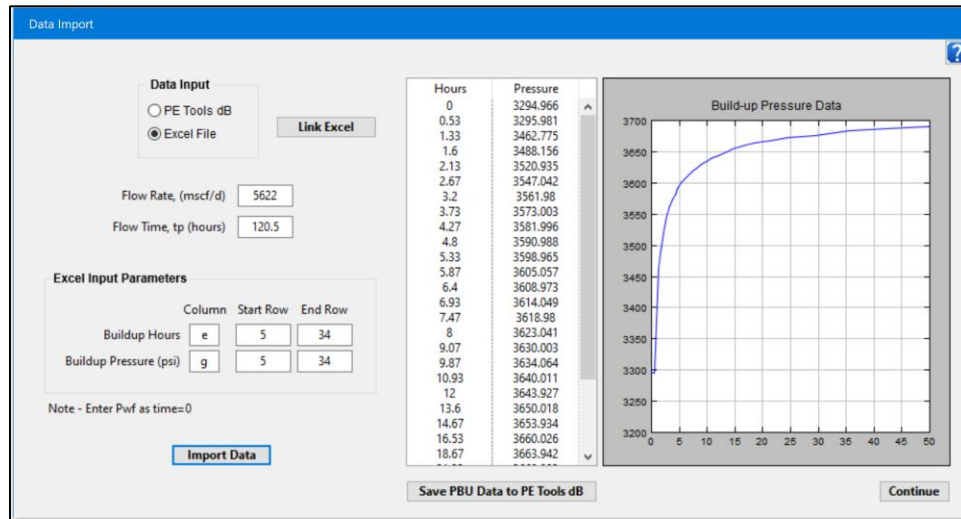 Data Import
?
Data Input
PE Tools dB
Excel File
Link Excel
Flow Rate, (mscf/d) 5622
Flow Time, tp (hours) 120.5
Excel Input Parameters
Column Start Row End Row
Buildup Hours e 5 34
Buildup Pressure (psi) g 5 34
Note - Enter Pwf as time=0
Import Data
Hours Pressure
0 3294.966
0.53 3295.981
1.33 3462.775
1.6 3488.156
2.13 3520.935
2.67 3547.042
3.2 3561.98
3.73 3573.003
4.27 3581.996
4.8 3590.988
5.33 3598.965
5.87 3605.057
6.4 3608.973
6.93 3614.049
7.47 3618.98
8 3623.041
9.07 3630.003
9.87 3634.064
10.93 3640.011
12 3643.927
13.6 3650.018
14.67 3653.934
16.53 3660.026
18.67 3663.942
Save PBU Data to PE Tools dB
Build-up Pressure Data
3700
3650
3600
3550
3500
3450
3400
3350
3300
3250
3200
0 5 10 15 20 25 30 35 40 45 50
Continue